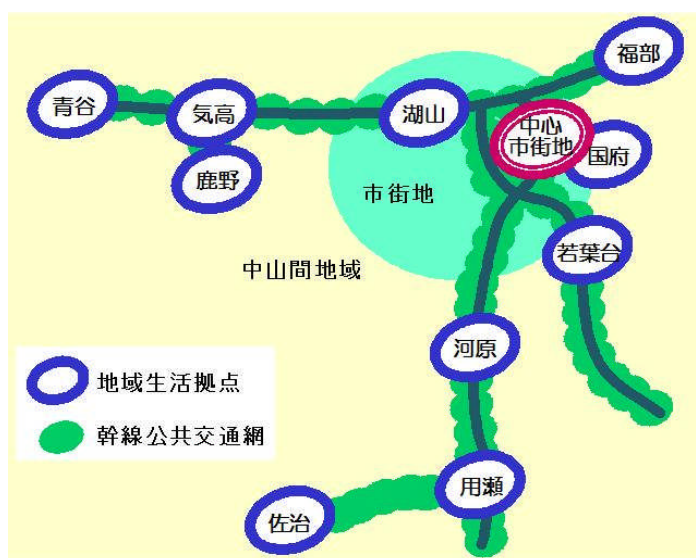 福部
青谷
気高
湖山
中心
市街地
国府
鹿野
市街地
若葉台
中山間地域
河原
地域生活拠点
幹線公共交通網
用瀬
佐治